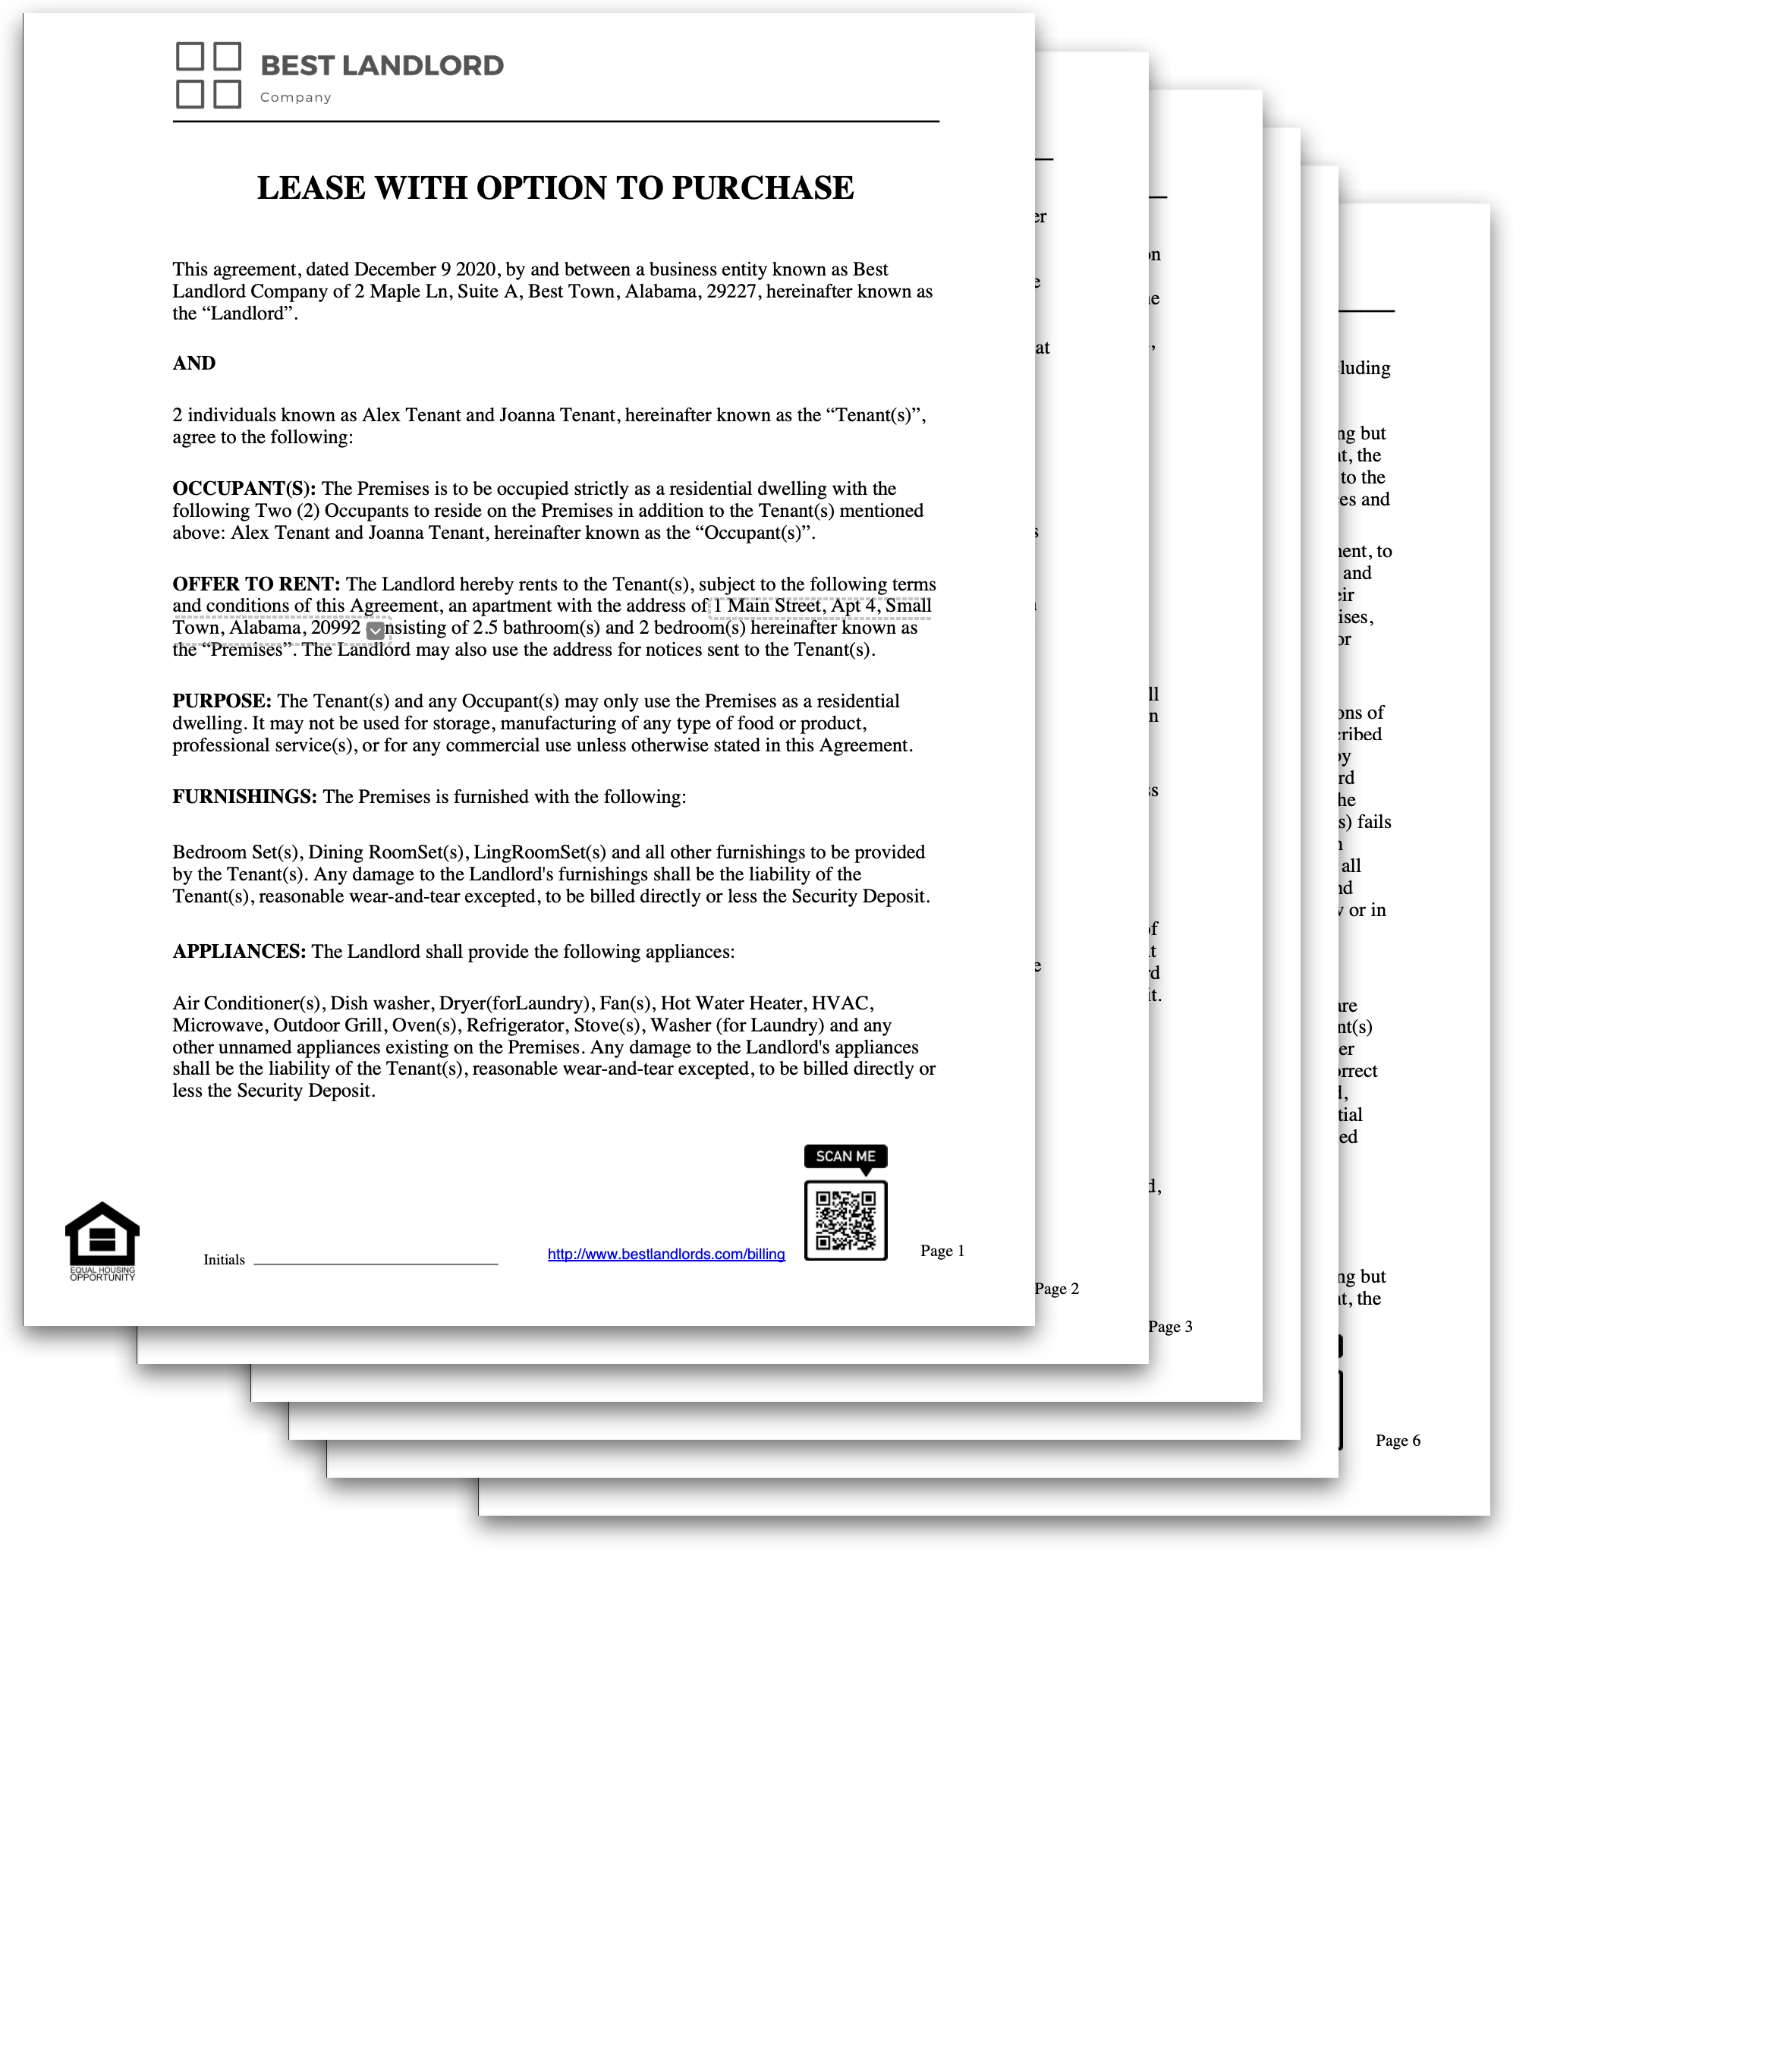 BEST LANDLORD
Company
LEASE WITH OPTION TO PURCHASE
This agreement, dated December 9 2020, by and between a business entity known as Best
Landlord Company of 2 Maple Ln, Suite A, Best Town, Alabama, 29227, hereinafter known as
the “Landlord”.
AND
2 individuals known as Alex Tenant and Joanna Tenant, hereinafter known as the “Tenant(s)”,
agree to the following:
OCCUPANT(S): The Premises is to be occupied strictly as a residential dwelling with the
following Two (2) Occupants to reside on the Premises in addition to the Tenant(s) mentioned
above: Alex Tenant and Joanna Tenant, hereinafter known as the “Occupant(s)”.
OFFER TO RENT: The Landlord hereby rents to the Tenant(s), subject to the following terms
and conditions of this Agreement, an apartment with the address of 1 Main Street, Apt 4, Small
Town, Alabama, 20992 nsisting of 2.5 bathroom(s) and 2 bedroom(s) hereinafter known as
the “Premises”. The Landlord may also use the address for notices sent to the Tenant(s).
PURPOSE: The Tenant(s) and any Occupant(s) may only use the Premises as a residential
dwelling. It may not be used for storage, manufacturing of any type of food or product,
professional service(s), or for any commercial use unless otherwise stated in this Agreement.
FURNISHINGS: The Premises is furnished with the following:
Bedroom Set(s), Dining RoomSet(s), LingRoomSet(s) and all other furnishings to be provided
by the Tenant(s). Any damage to the Landlord's furnishings shall be the liability of the
Tenant(s), reasonable wear-and-tear excepted, to be billed directly or less the Security Deposit.
APPLIANCES: The Landlord shall provide the following appliances:
Air Conditioner(s), Dish washer, Dryer(forLaundry), Fan(s), Hot Water Heater, HVAC,
Microwave, Outdoor Grill, Oven(s), Refrigerator, Stove(s), Washer (for Laundry) and any
other unnamed appliances existing on the Premises. Any damage to the Landlord's appliances
shall be the liability of the Tenant(s), reasonable wear-and-tear excepted, to be billed directly or
less the Security Deposit.
SCAN ME
EQUAL HOUSING
OPPORTUNITY
Initials
http://www.bestlandlords.com/billing
Page 1
Page 2
Page 3
to the
and
fails
all
or in
Page 6